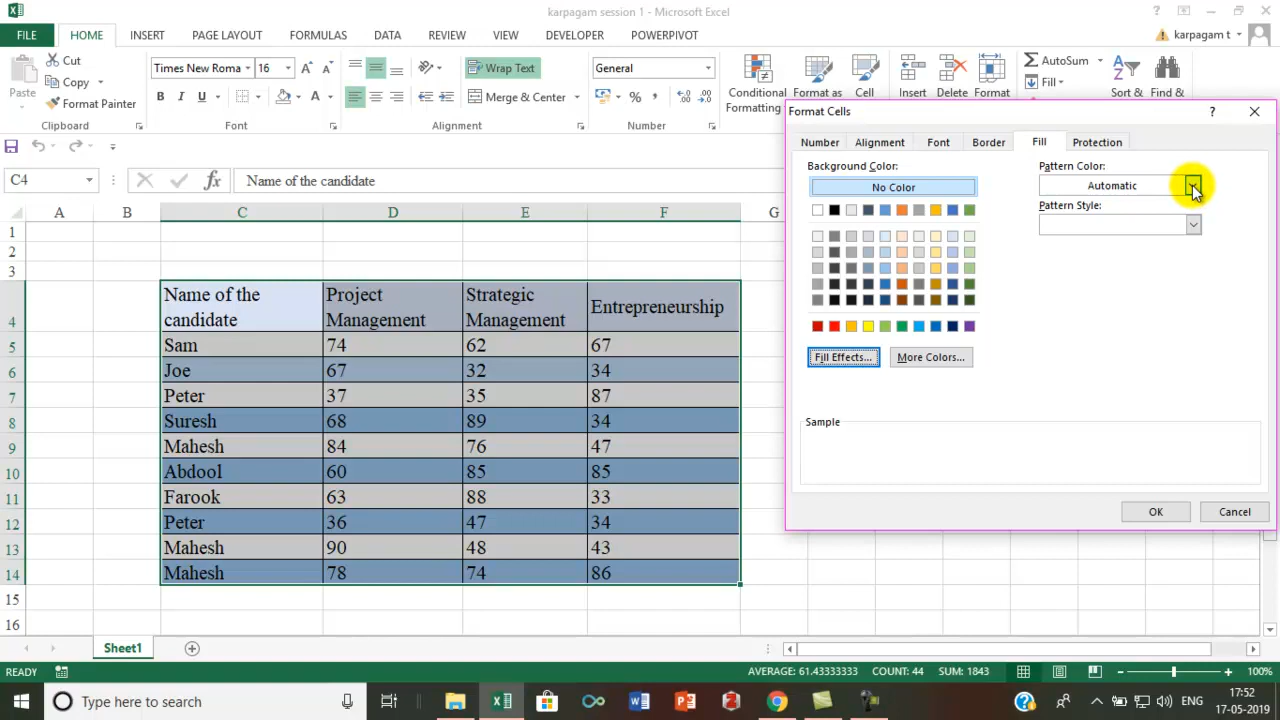 karpagam session 1 - Microsoft Excel
FILE HOME INSERT PAGE LAYOUT FORMULAS DATA REVIEW VIEW DEVELOPER POWERPIVOT karpagam t
Cut
Copy
Format Painter
Paste
Clipboard
Times New Roma 16
B I U
Font
Wrap Text
Merge & Center
Alignment
General
Number
Conditional Formatting
Format as
Cell
Insert Delete Format
AutoSum
Fill
Sort & Find &
C4 Name of the candidate
A B C D E F G
1
2
3
4 Name of the candidate Project Management Strategic Management Entrepreneurship
5 Sam 74 62 67
6 Joe 67 32 34
7 Peter 37 35 87
8 Suresh 68 89 34
9 Mahesh 84 76 47
10 Abdool 60 85 85
11 Farook 63 88 33
12 Peter 36 47 34
13 Mahesh 90 48 43
14 Mahesh 78 74 86
15
16
Format Cells
Number Alignment Font Border Fill Protection
Background Color:
No Color
Fill Effects... More Colors...
Pattern Color:
Automatic
Pattern Style:
Sample
OK Cancel
Sheet1
READY AVERAGE: 61.43333333 COUNT: 44 SUM: 1843 100%
Type here to search
ENG
17:52
17-05-2019